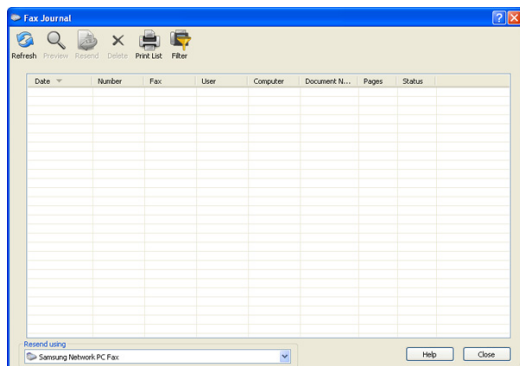 Fax Journal
Refresh Preview Resend Delete Print List Filter
Date Number Fax User Computer Document N... Pages Status
Resend using
Samsung Network PC Fax
Help Close